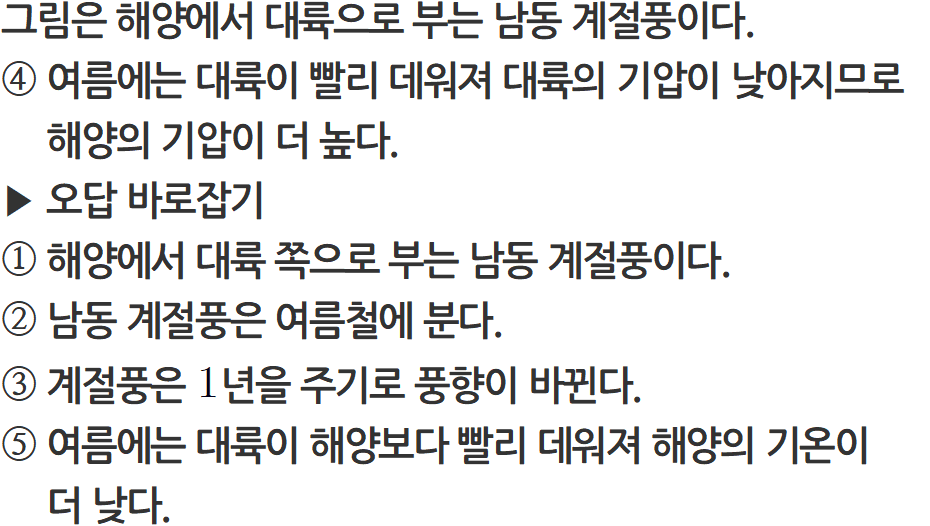 그림은 해양에서 대륙으로 부는 남동 계절풍이다.
④ 여름에는 대륙이 빨리 데워져 대륙의 기압이 낮아지므로
해양의 기압이 더 높다.
▶ 오답 바로잡기
① 해양에서 대륙 쪽으로 부는 남동 계절풍이다.
② 남동 계절풍은 여름철에 분다.
③ 계절풍은 1년을 주기로 풍향이 바뀐다.
⑤ 여름에는 대륙이 해양보다 빨리 데워져 해양의 기온이
더 낮다.